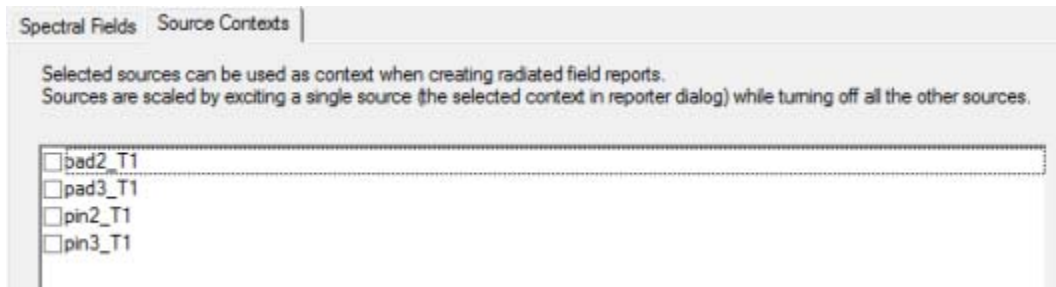 Spectral Fields Source Contexts
Selected sources can be used as context when creating radiated field reports.
Sources are scaled by exciting a single source (the selected context in reporter dialog) while turning off all the other sources.
pad2_T1
pad3_T1
pin2_T1
pin3_T1